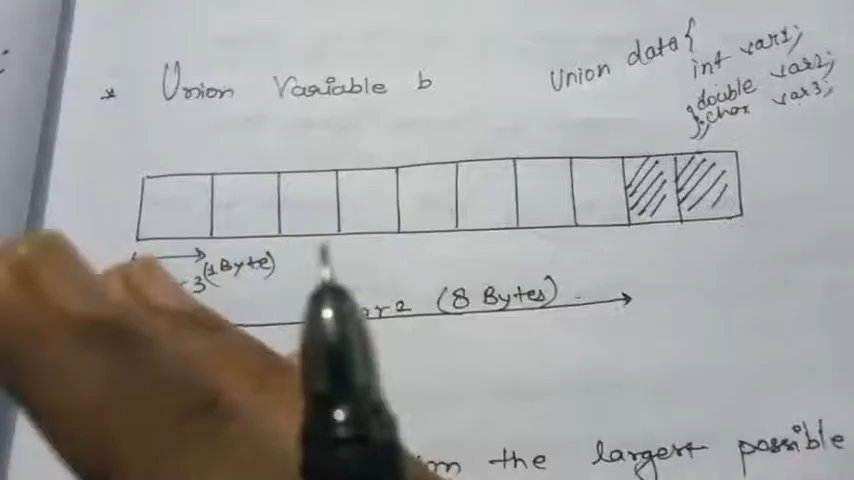 * Union Variable b
Union data {
int var1;
double var2;
char var3;
};
(1 Byte)
(8 Bytes)
the largest possible